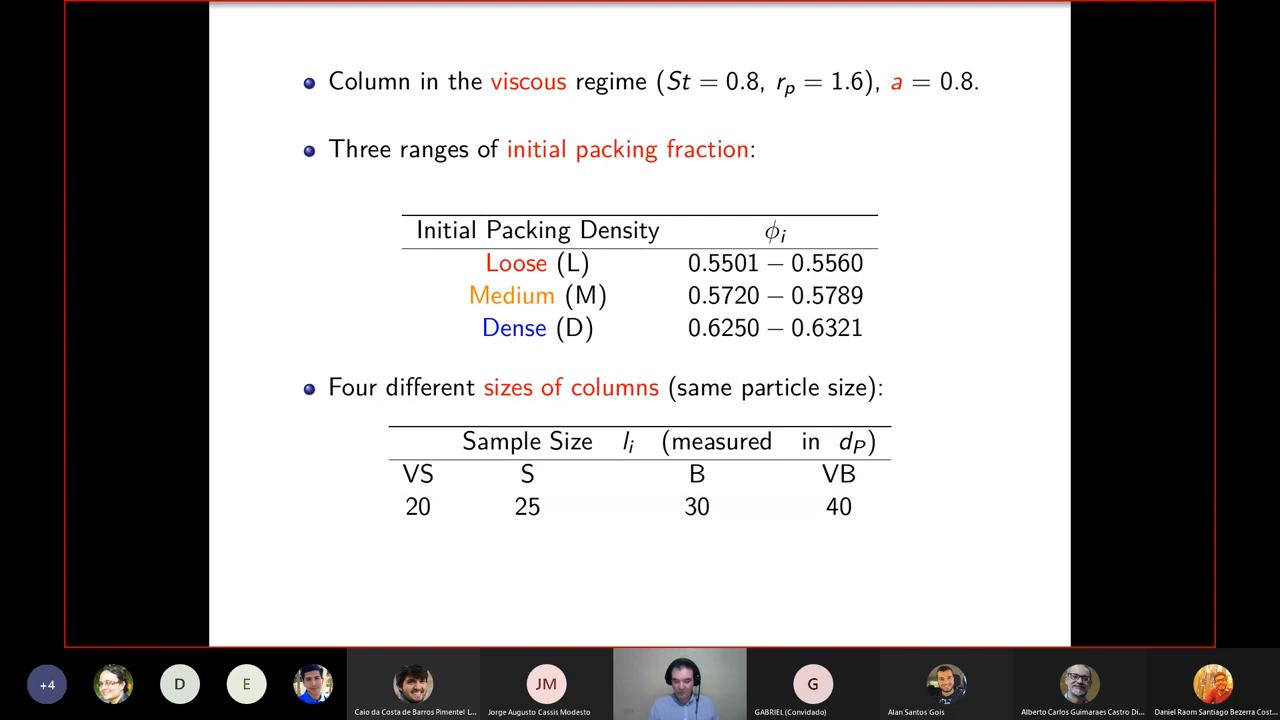 Column in the viscous regime (St = 0.8, r_p = 1.6), a = 0.8.
Three ranges of initial packing fraction:
Initial Packing Density ϕ_i
Loose (L) 0.5501 – 0.5560
Medium (M) 0.5720 – 0.5789
Dense (D) 0.6250 – 0.6321
Four different sizes of columns (same particle size):
Sample Size l_i (measured in d_P)
VS S B VB
20 25 30 40
+4 D E JM G
Caio da Costa de Barros Pimentel L... Jorge Augusto Cassis Modesto GABRIEL (Convidado) Alan Santos Gois Alberto Carlos Guimaraes Castro Di... Daniel Raom Santiago Bezerra Cost...